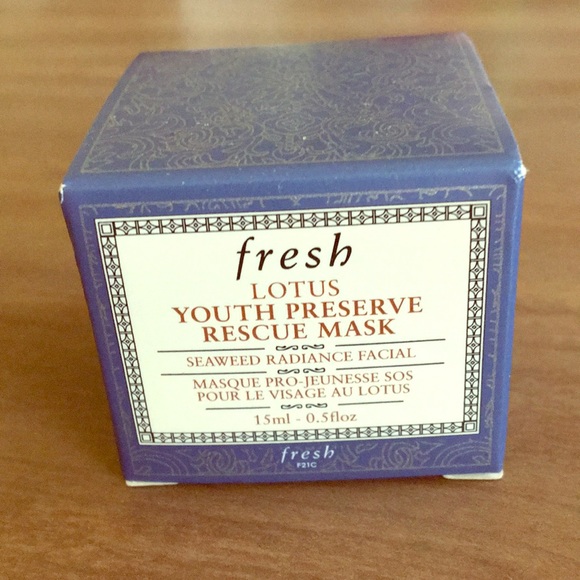 fresh
LOTUS
YOUTH PRESERVE
RESCUE MASK
SEAWEED RADIANCE FACIAL
MASQUE PRO-JEUNESSE SOS
POUR LE VISAGE AU LOTUS
15ml - 0.5floz
fresh
F21C